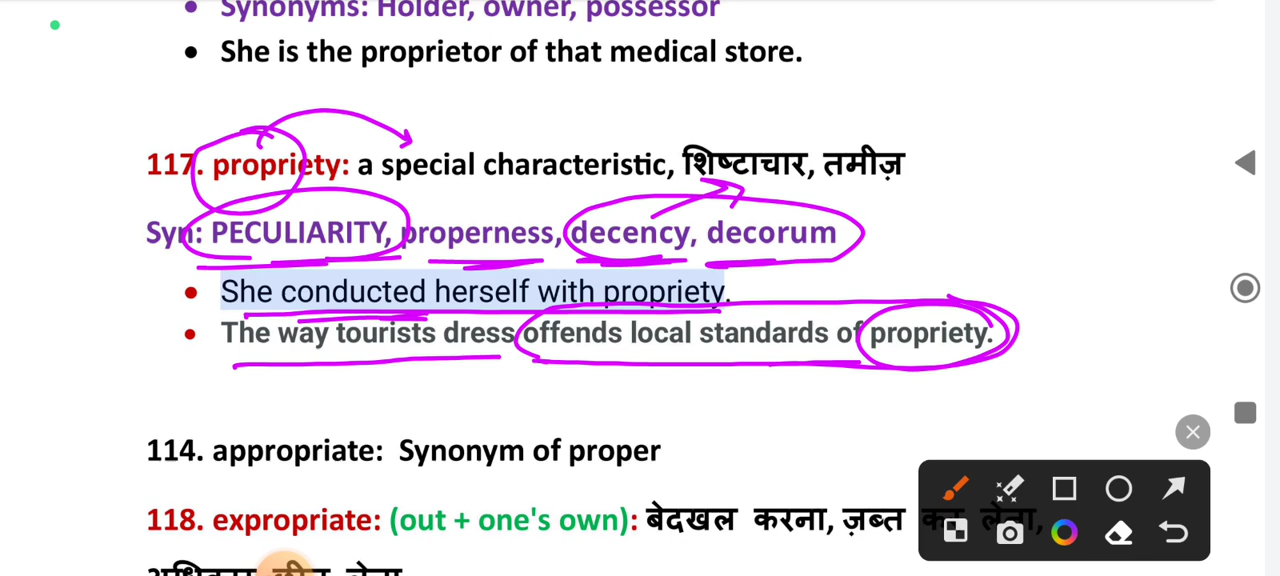 Synonyms: Holder, owner, possessor
She is the proprietor of that medical store.
117. propriety: a special characteristic, शिष्टाचार, तमीज़
Syn: PECULIARITY, properness, decency, decorum
She conducted herself with propriety.
The way tourists dress offends local standards of propriety.
114. appropriate: Synonym of proper
118. expropriate: (out + one's own): बेदखल करना, ज़ब्त कर लेना,